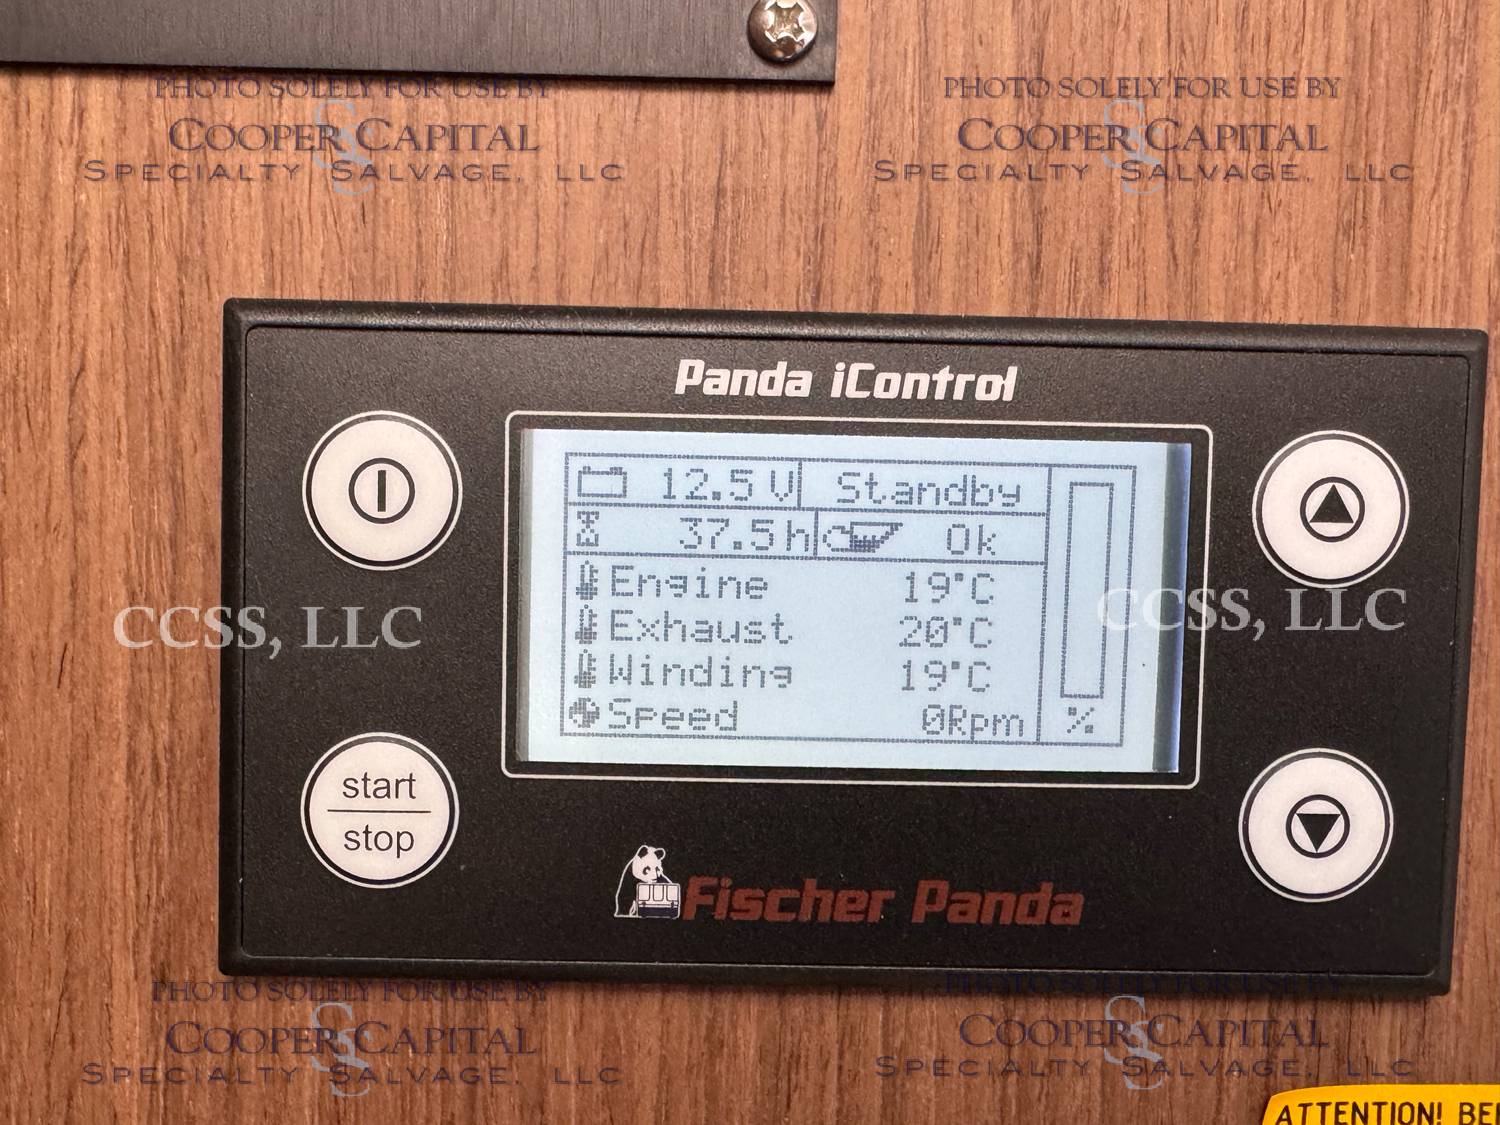 PHOTO SOLELY FOR USE BY
COOPER CAPITAL
SPECIALTY SALVAGE, LLC
PHOTO SOLELY FOR USE BY
COOPER CAPITAL
SPECIALTY SALVAGE, LLC
Panda iControl
12.5 V Standby
37.5 h Ok
Engine 19°C
Exhaust 20°C
Winding 19°C
Speed 0Rpm %
CCSS, LLC
CCSS, LLC
start
stop
Fischer Panda
PHOTO SOLELY FOR USE BY
COOPER CAPITAL
SPECIALTY SALVAGE, LLC
PHOTO SOLELY FOR USE BY
COOPER CAPITAL
SPECIALTY SALVAGE, LLC
ATTENTION!